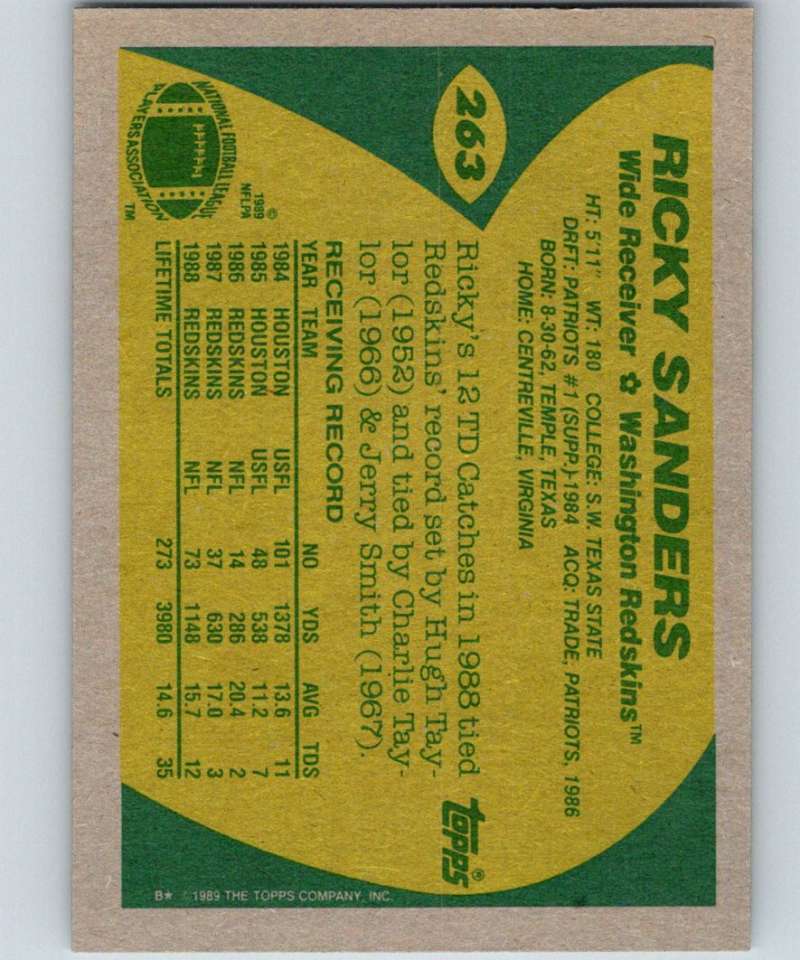 263
RICKY SANDERS
Wide Receiver ✩ Washington Redskins™
HT: 5'11" WT: 180 COLLEGE: S.W. TEXAS STATE
DRFT: PATRIOTS #1 (SUPP.)-1984 ACQ: TRADE, PATRIOTS, 1986
BORN: 8-30-62, TEMPLE, TEXAS
HOME: CENTREVILLE, VIRGINIA
Ricky's 12 TD Catches in 1988 tied
Redskins' record set by Hugh Tay-
lor (1952) and tied by Charlie Tay-
lor (1966) & Jerry Smith (1967).
topps®
RECEIVING RECORD
YEAR TEAM NO YDS AVG TDS
1984 HOUSTON USFL 101 1378 13.6 11
1985 HOUSTON USFL 48 538 11.2 7
1986 REDSKINS NFL 14 286 20.4 2
1987 REDSKINS NFL 37 630 17.0 3
1988 REDSKINS NFL 73 1148 15.7 12
LIFETIME TOTALS 273 3980 14.6 35
NATIONAL FOOTBALL LEAGUE
PLAYERS ASSOCIATION
™
©
1989
NFLPA
B* © 1989 THE TOPPS COMPANY, INC.